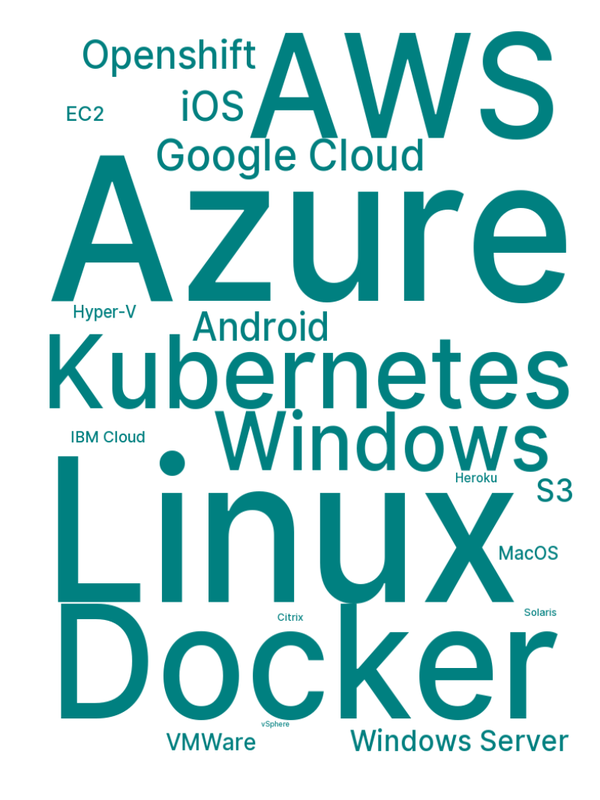 Openshift
AWS
iOS
EC2
Google Cloud
Azure
Hyper-V
Android
Kubernetes
Windows
IBM Cloud
Heroku
S3
Linux
MacOS
Solaris
Citrix
Docker
vSphere
VMWare
Windows Server